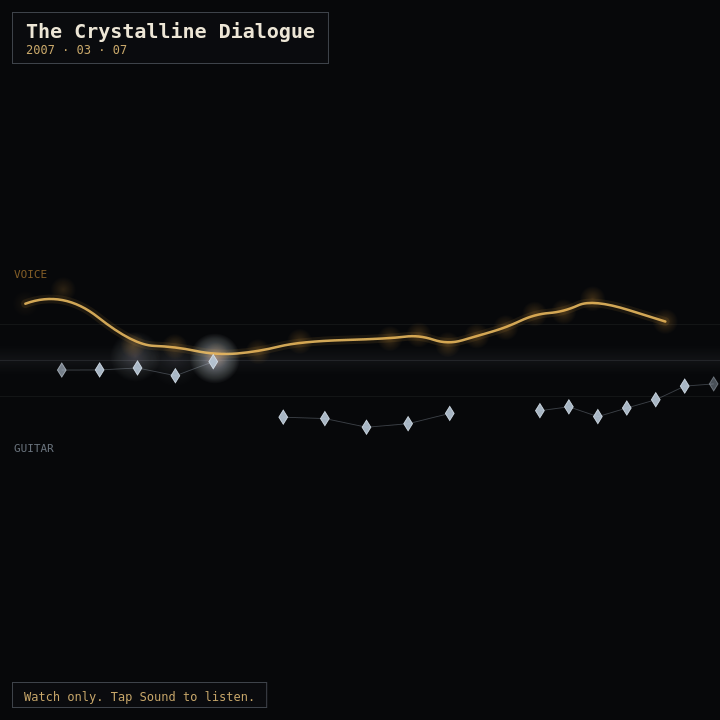 The Crystalline Dialogue
2007 · 03 · 07
VOICE
GUITAR
Watch only. Tap Sound to listen.